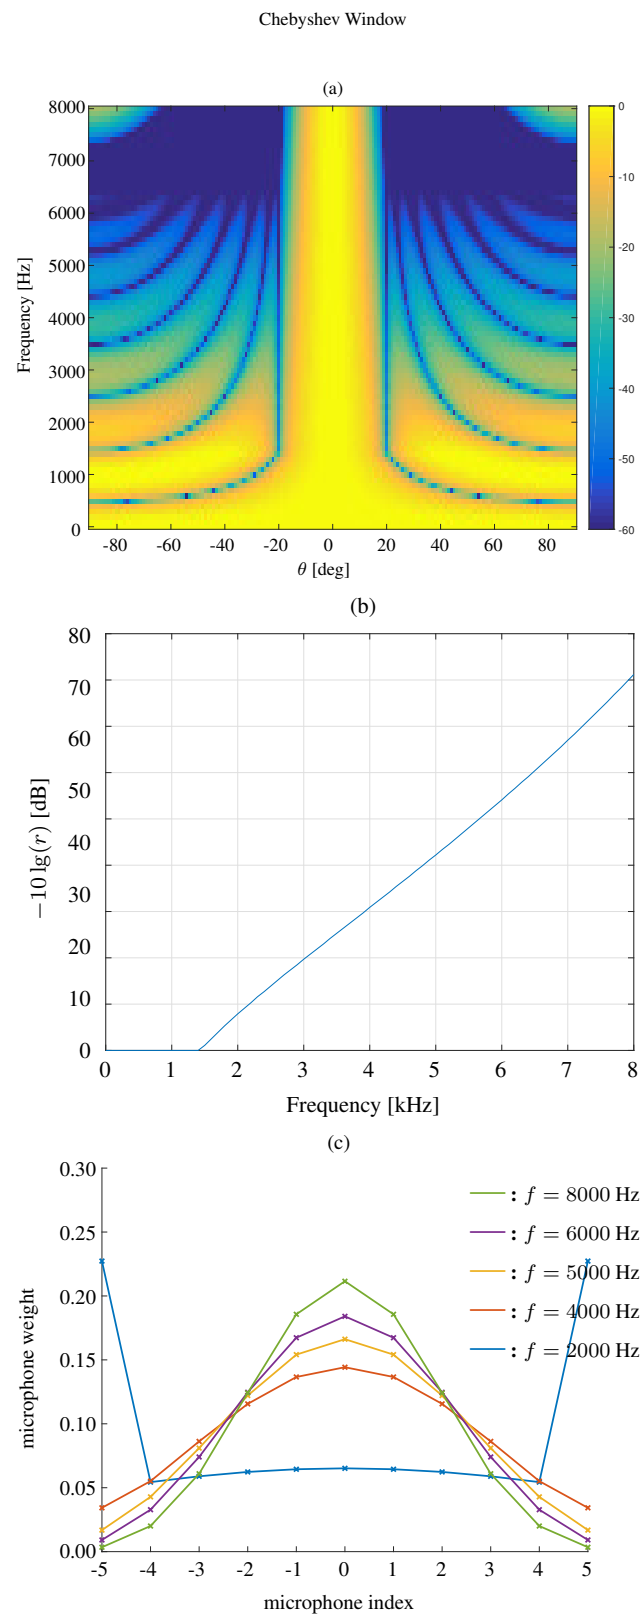 Chebyshev Window
(a)
8000
7000
6000
5000
4000
3000
2000
1000
0
Frequency [Hz]
-80 -60 -40 -20 0 20 40 60 80
θ [deg]
0
-10
-20
-30
-40
-50
-60
(b)
80
70
60
50
40
30
20
10
0
−10 lg(r) [dB]
0 1 2 3 4 5 6 7 8
Frequency [kHz]
(c)
0.30
0.25
0.20
0.15
0.10
0.05
0.00
microphone weight
: f = 8000 Hz
: f = 6000 Hz
: f = 5000 Hz
: f = 4000 Hz
: f = 2000 Hz
-5 -4 -3 -2 -1 0 1 2 3 4 5
microphone index